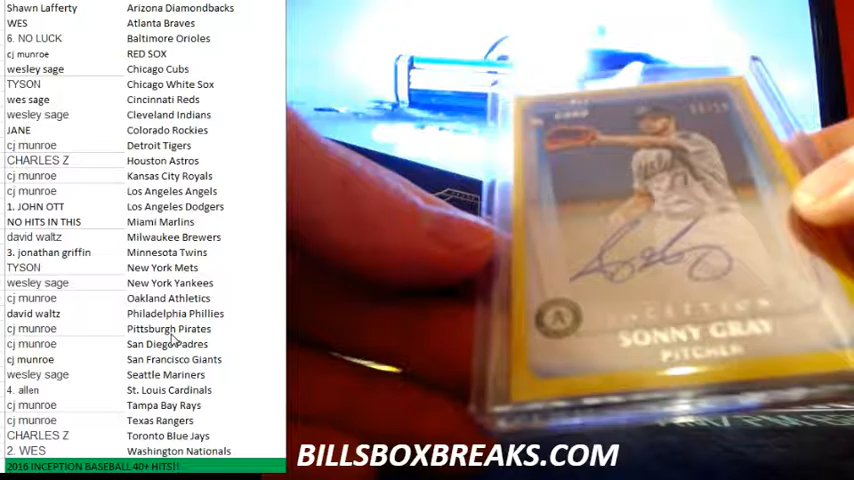 Shawn Lafferty Arizona Diamondbacks
WES Atlanta Braves
6. NO LUCK Baltimore Orioles
cj munroe RED SOX
wesley sage Chicago Cubs
TYSON Chicago White Sox
wes sage Cincinnati Reds
wesley sage Cleveland Indians
JANE Colorado Rockies
cj munroe Detroit Tigers
CHARLES Z Houston Astros
cj munroe Kansas City Royals
cj munroe Los Angeles Angels
1. JOHN OTT Los Angeles Dodgers
NO HITS IN THIS Miami Marlins
david waltz Milwaukee Brewers
3. jonathan griffin Minnesota Twins
TYSON New York Mets
wesley sage New York Yankees
cj munroe Oakland Athletics
david waltz Philadelphia Phillies
cj munroe Pittsburgh Pirates
cj munroe San Diego Padres
cj munroe San Francisco Giants
wesley sage Seattle Mariners
4. allen St. Louis Cardinals
cj munroe Tampa Bay Rays
cj munroe Texas Rangers
CHARLES Z Toronto Blue Jays
2. WES Washington Nationals
2016 INCEPTION BASEBALL 40+ HITS!!
INCEPTION
SONNY GRAY
PITCHER
BILLSBOXBREAKS.COM